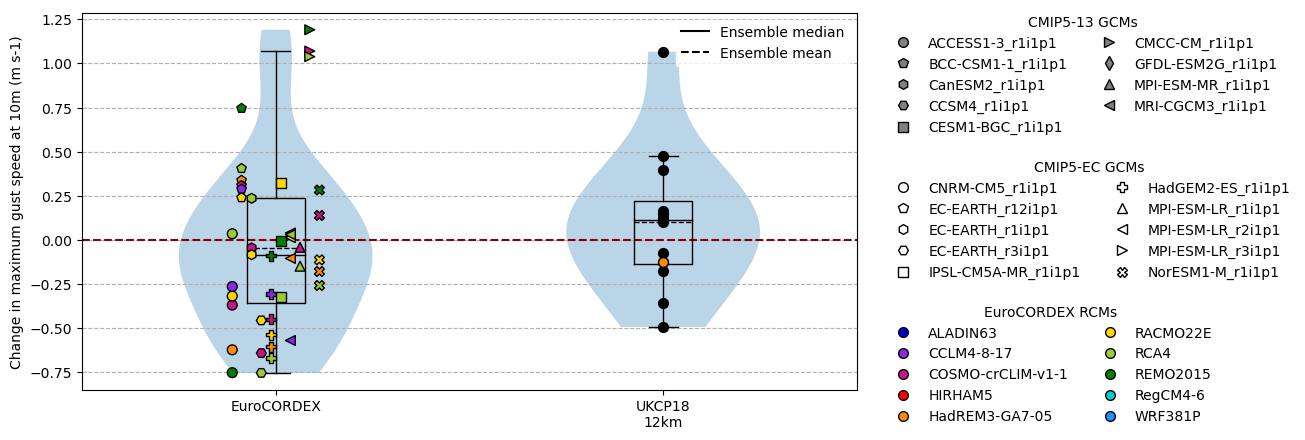 Change in maximum gust speed at 10m (m s-1)
1.25
1.00
0.75
0.50
0.25
0.00
−0.25
−0.50
−0.75
EuroCORDEX
UKCP18
12km
Ensemble median
Ensemble mean
CMIP5-13 GCMs
ACCESS1-3_r1i1p1
BCC-CSM1-1_r1i1p1
CanESM2_r1i1p1
CCSM4_r1i1p1
CESM1-BGC_r1i1p1
CMCC-CM_r1i1p1
GFDL-ESM2G_r1i1p1
MPI-ESM-MR_r1i1p1
MRI-CGCM3_r1i1p1
CMIP5-EC GCMs
CNRM-CM5_r1i1p1
EC-EARTH_r12i1p1
EC-EARTH_r1i1p1
EC-EARTH_r3i1p1
IPSL-CM5A-MR_r1i1p1
HadGEM2-ES_r1i1p1
MPI-ESM-LR_r1i1p1
MPI-ESM-LR_r2i1p1
MPI-ESM-LR_r3i1p1
NorESM1-M_r1i1p1
EuroCORDEX RCMs
ALADIN63
CCLM4-8-17
COSMO-crCLIM-v1-1
HIRHAM5
HadREM3-GA7-05
RACMO22E
RCA4
REMO2015
RegCM4-6
WRF381P